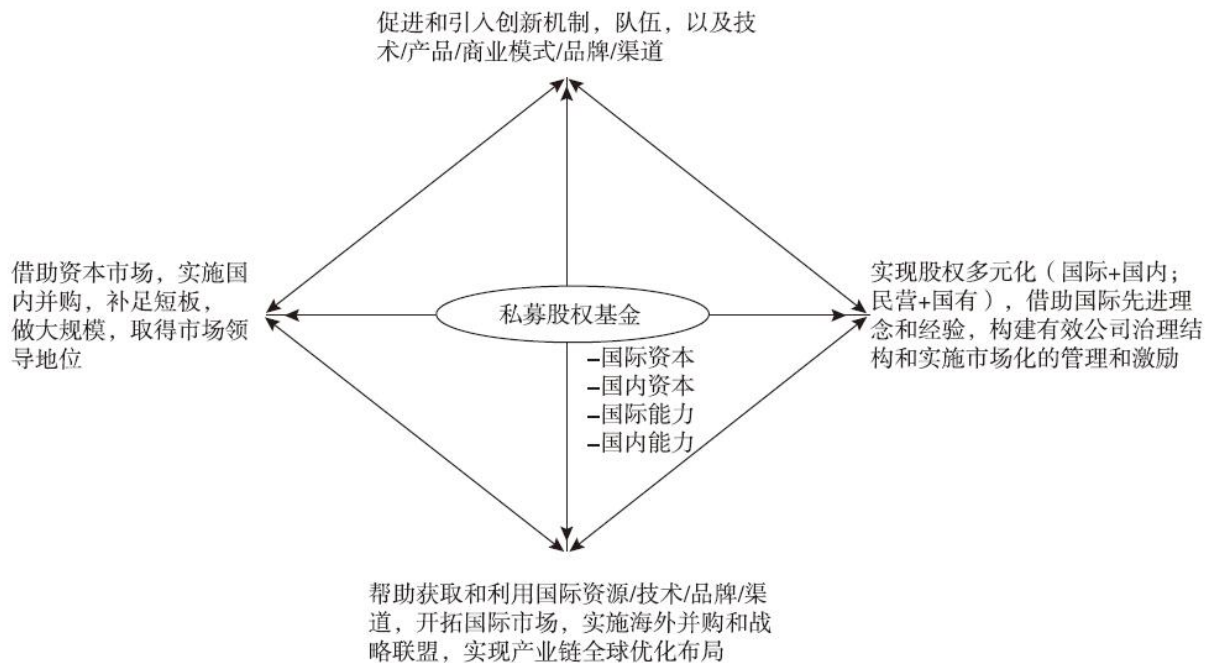 促进和引入创新机制，队伍，以及技
术/产品/商业模式/品牌/渠道
借助资本市场，实施国
内并购，补足短板，
做大规模，取得市场领
导地位
私募股权基金
–国际资本
–国内资本
–国际能力
–国内能力
实现股权多元化（国际+国内；
民营+国有），借助国际先进理
念和经验，构建有效公司治理结
构和实施市场化的管理和激励
帮助获取和利用国际资源/技术/品牌/渠
道，开拓国际市场，实施海外并购和战
略联盟，实现产业链全球优化布局